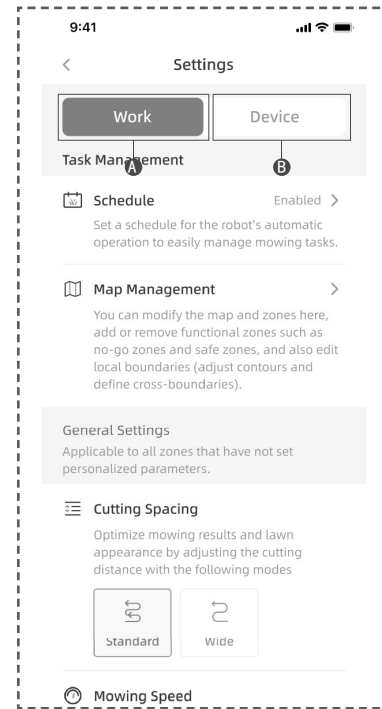 9:41
Settings
Work
Device
Task Management
A
B
Schedule
Enabled
Set a schedule for the robot's automatic
operation to easily manage mowing tasks.
Map Management
You can modify the map and zones here,
add or remove functional zones such as
no-go zones and safe zones, and also edit
local boundaries (adjust contours and
define cross-boundaries).
General Settings
Applicable to all zones that have not set
personalized parameters.
Cutting Spacing
Optimize mowing results and lawn
appearance by adjusting the cutting
distance with the following modes
Standard
Wide
Mowing Speed